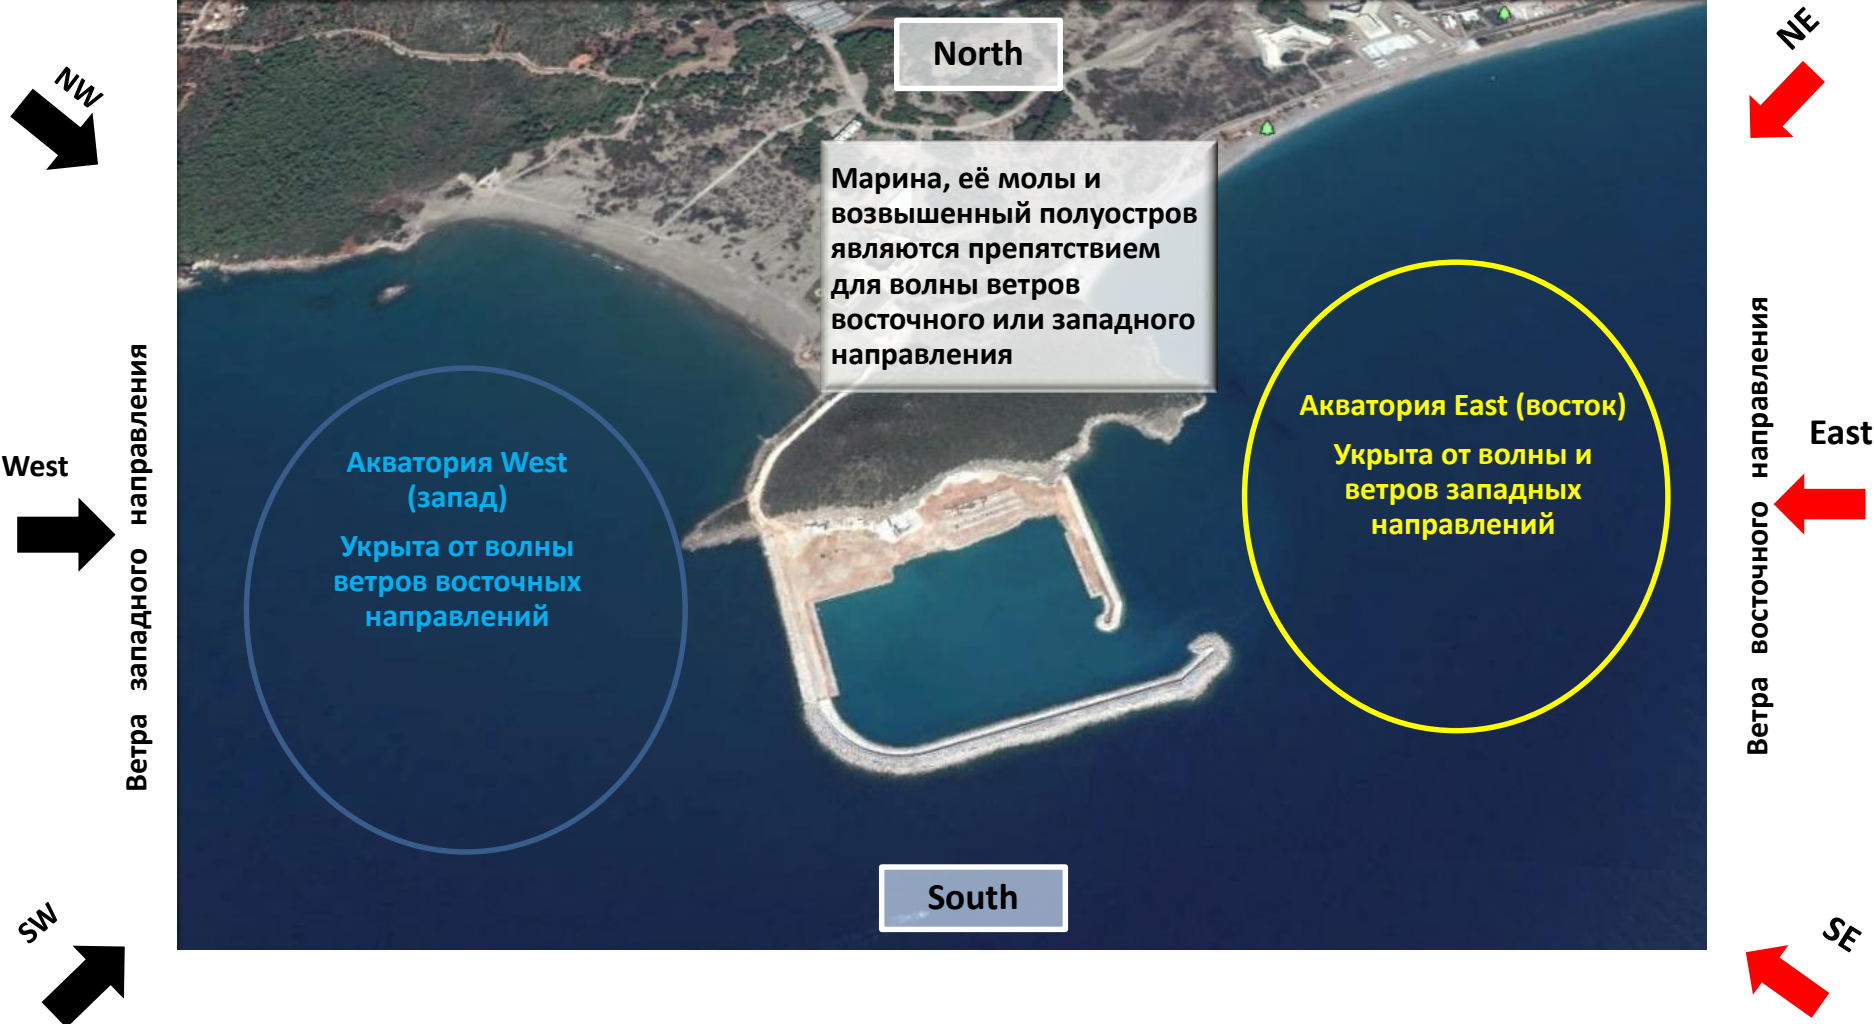 North
NW
NE
Марина, её молы и
возвышенный полуостров
являются препятствием
для волны ветров
восточного или западного
направления
West
Ветра западного направления
Акватория West
(запад)
Укрыта от волны
ветров восточных
направлений
Акватория East (восток)
Укрыта от волны и
ветров западных
направлений
Ветра восточного направления
East
South
SW
SE